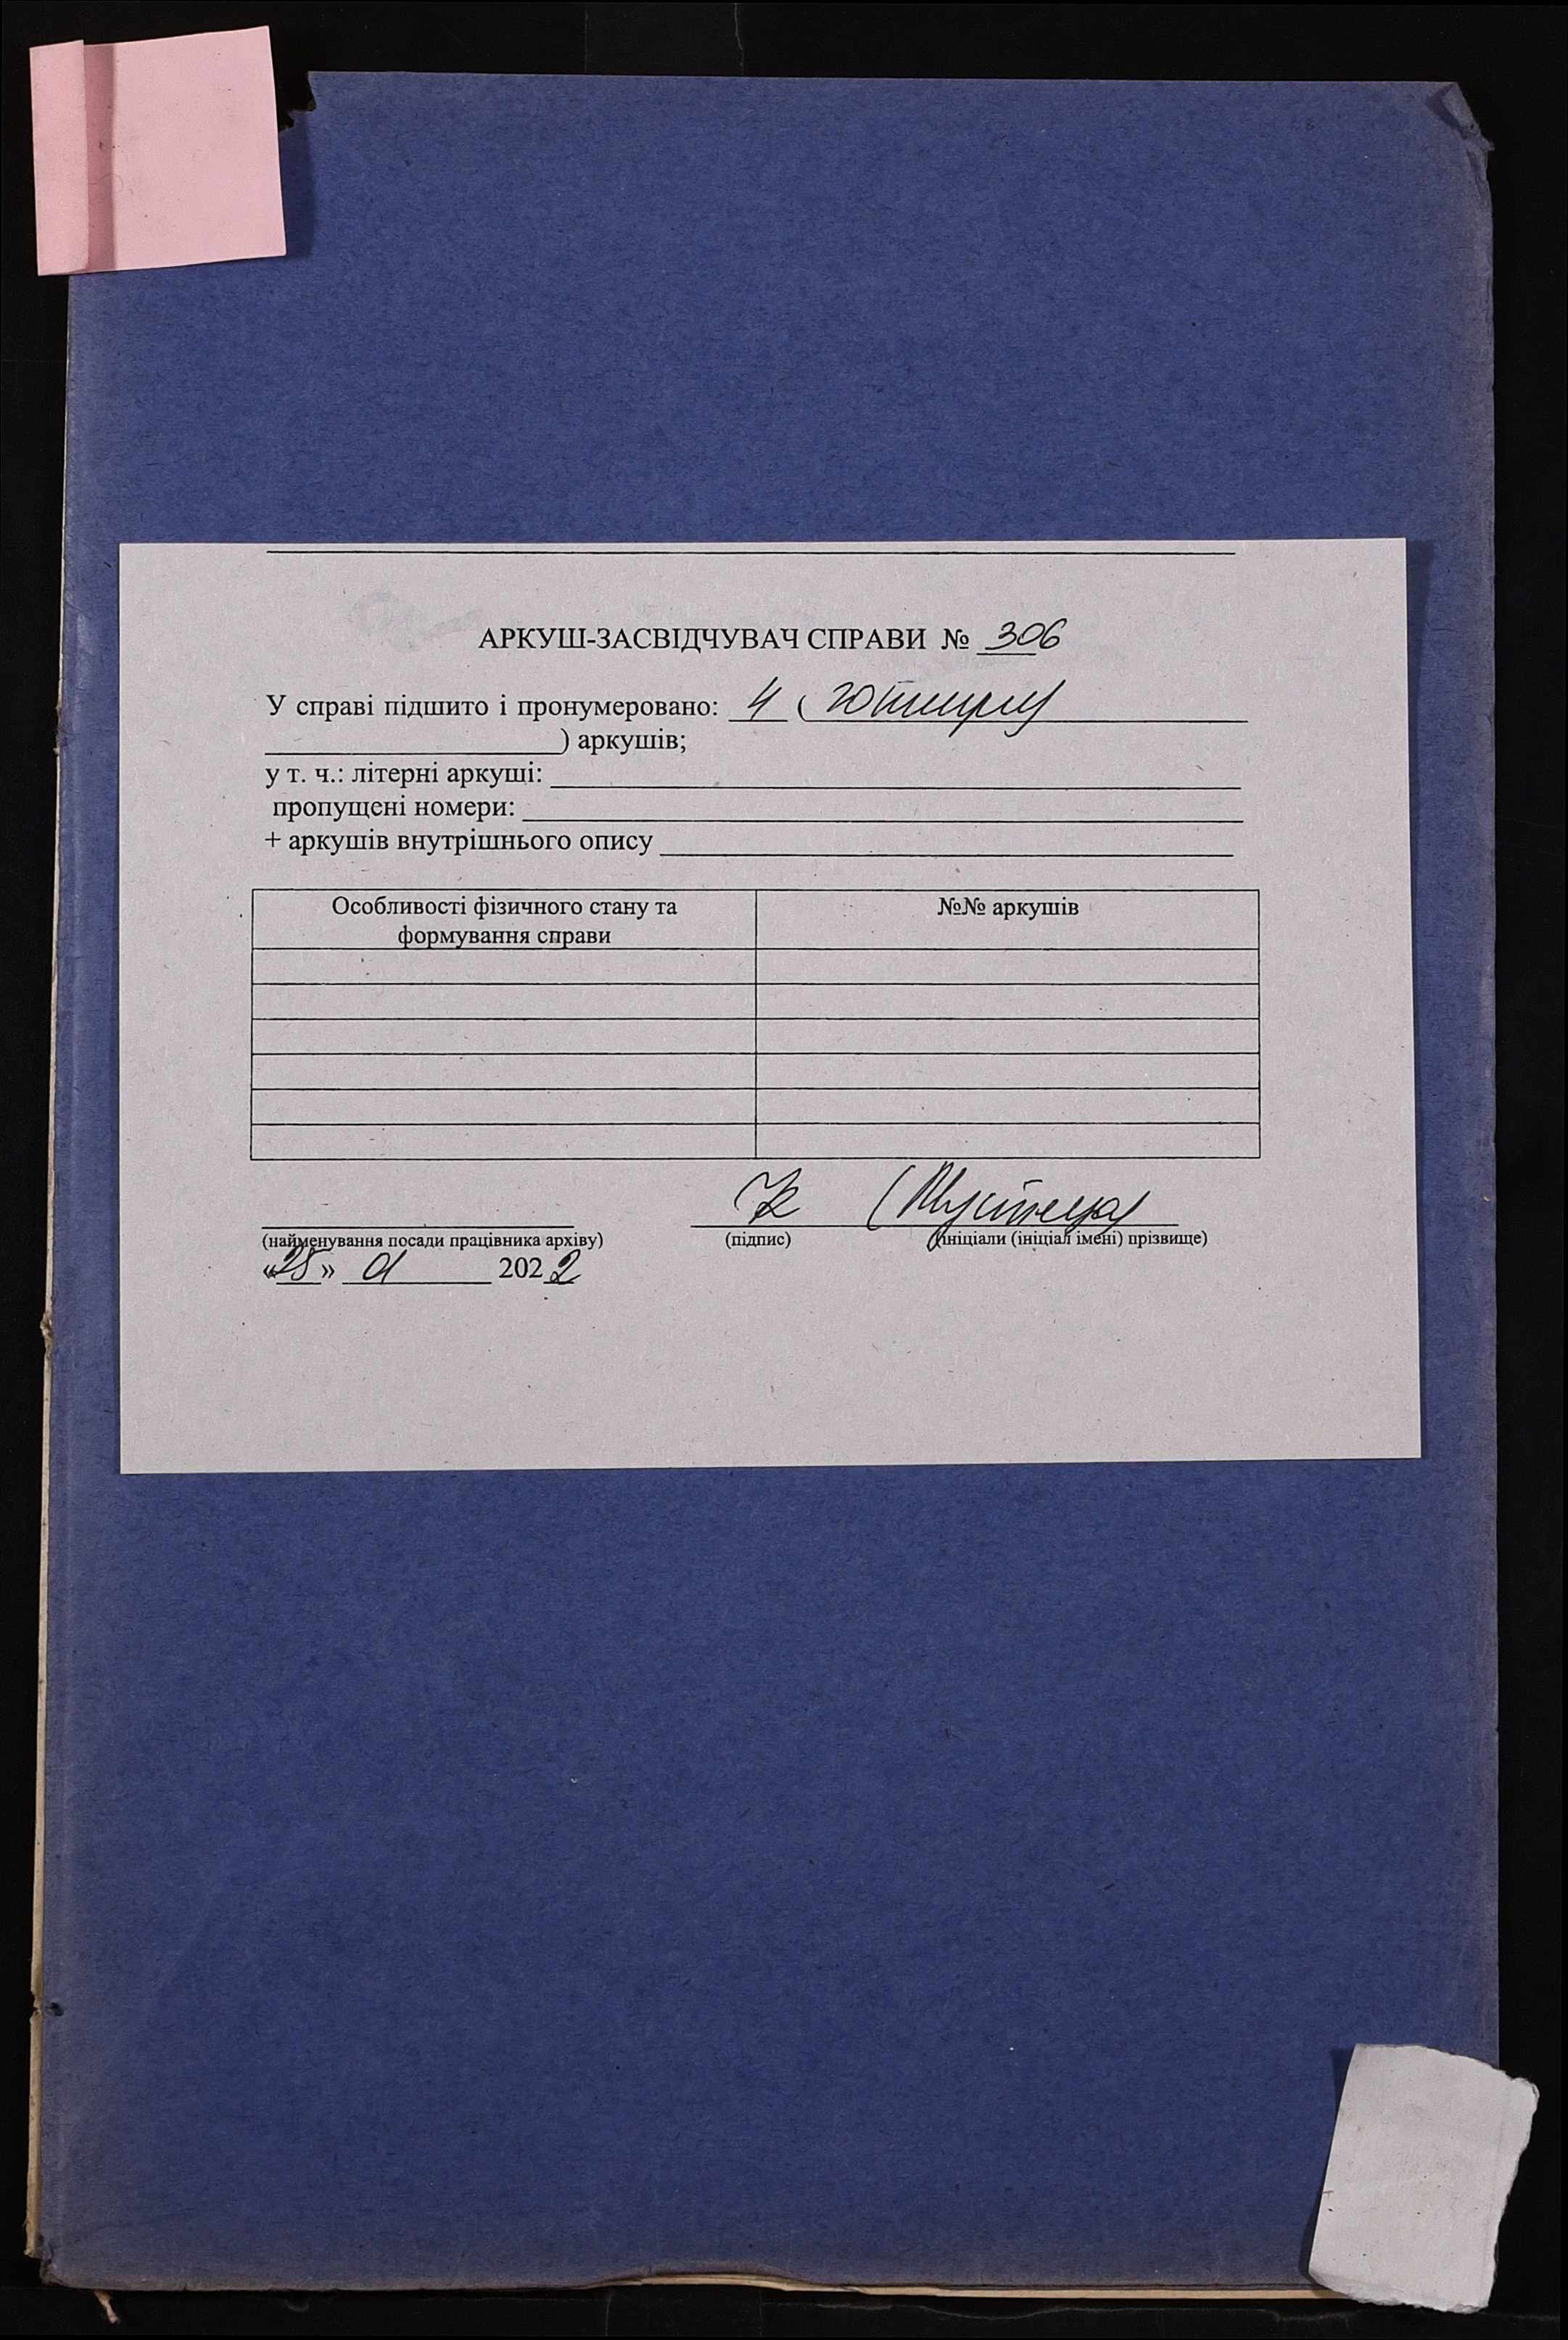 АРКУШ-ЗАСВІДЧУВАЧ СПРАВИ № 306
У справі підшито і пронумеровано: 4 (
) аркушів;
у т. ч.: літерні аркуші:
пропущені номери:
+ аркушів внутрішнього опису
Особливості фізичного стану та
формування справи
№№ аркушів
(найменування посади працівника архіву)
(підпис)
(ініціали (ініціал імені) прізвище)
«25» 01 2022